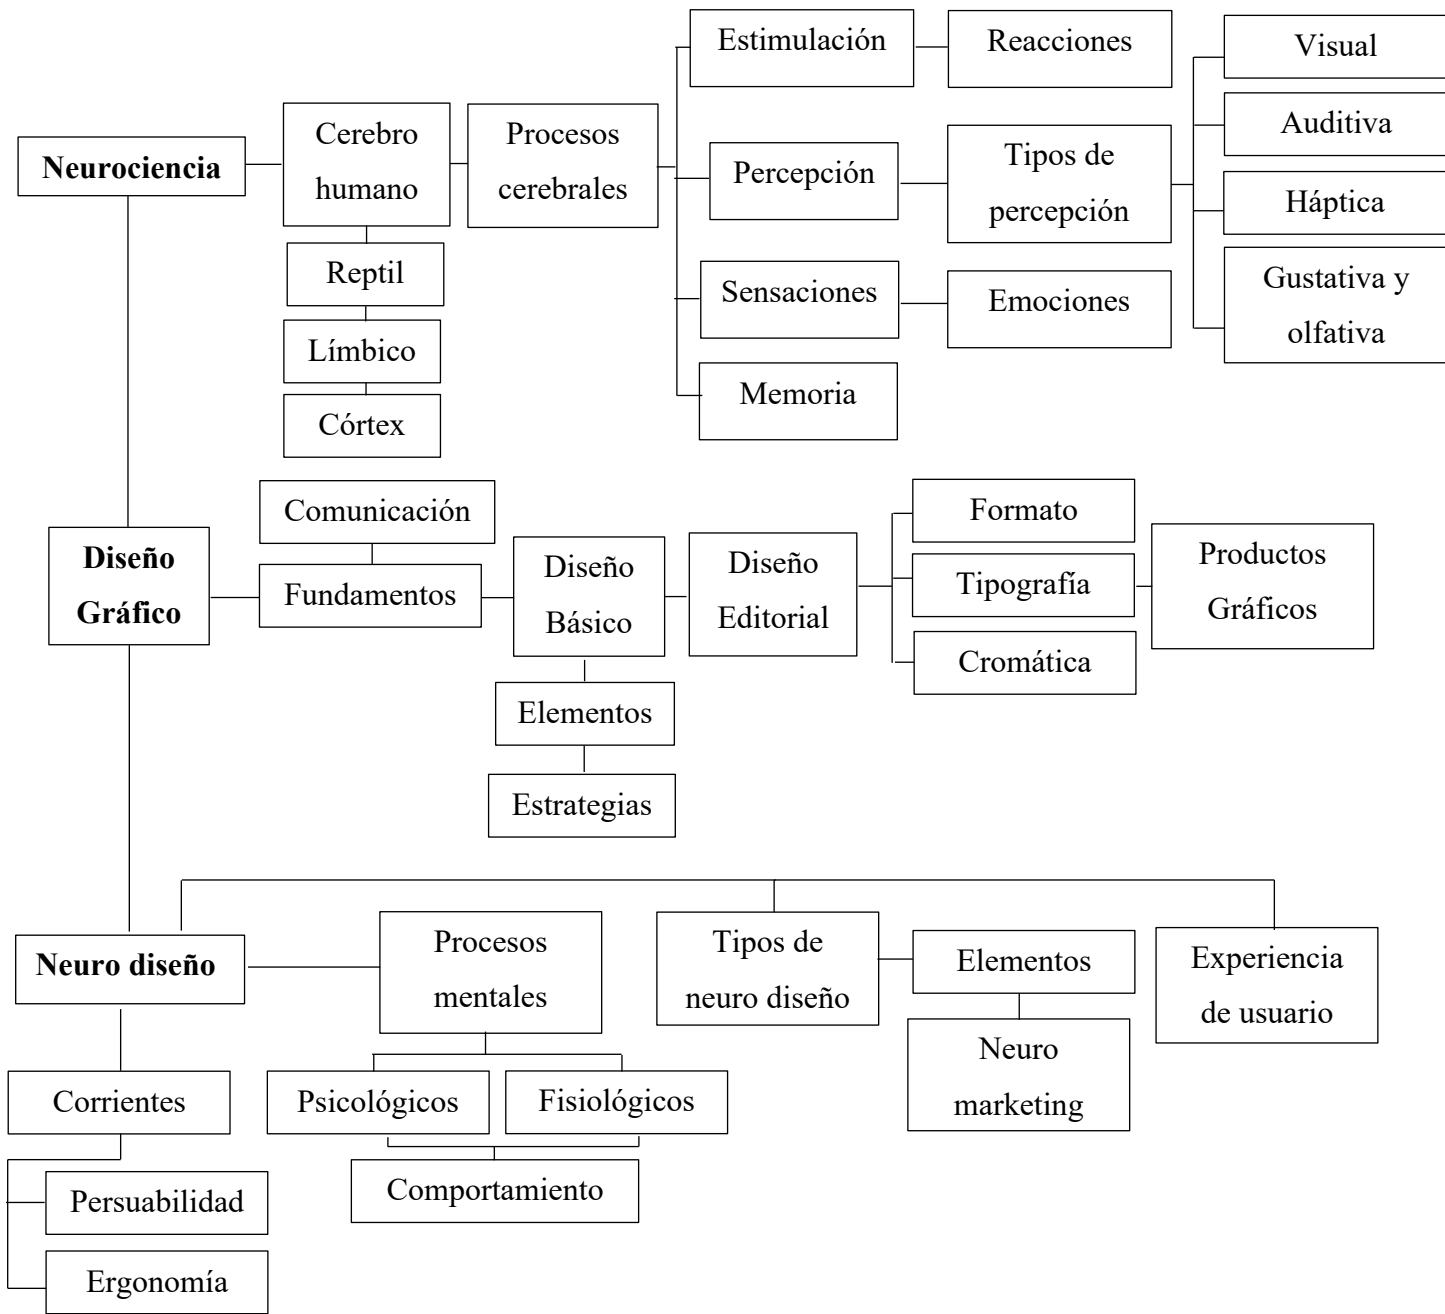 Neurociencia
Cerebro
humano
Reptil
Límbico
Córtex
Procesos
cerebrales
Estimulación
Reacciones
Percepción
Tipos de
percepción
Visual
Auditiva
Háptica
Gustativa y
olfativa
Sensaciones
Emociones
Memoria
Diseño
Gráfico
Comunicación
Fundamentos
Diseño
Básico
Elementos
Estrategias
Diseño
Editorial
Formato
Tipografía
Cromática
Productos
Gráficos
Neuro diseño
Procesos
mentales
Psicológicos
Fisiológicos
Comportamiento
Tipos de
neuro diseño
Elementos
Neuro
marketing
Experiencia
de usuario
Corrientes
Persuabilidad
Ergonomía